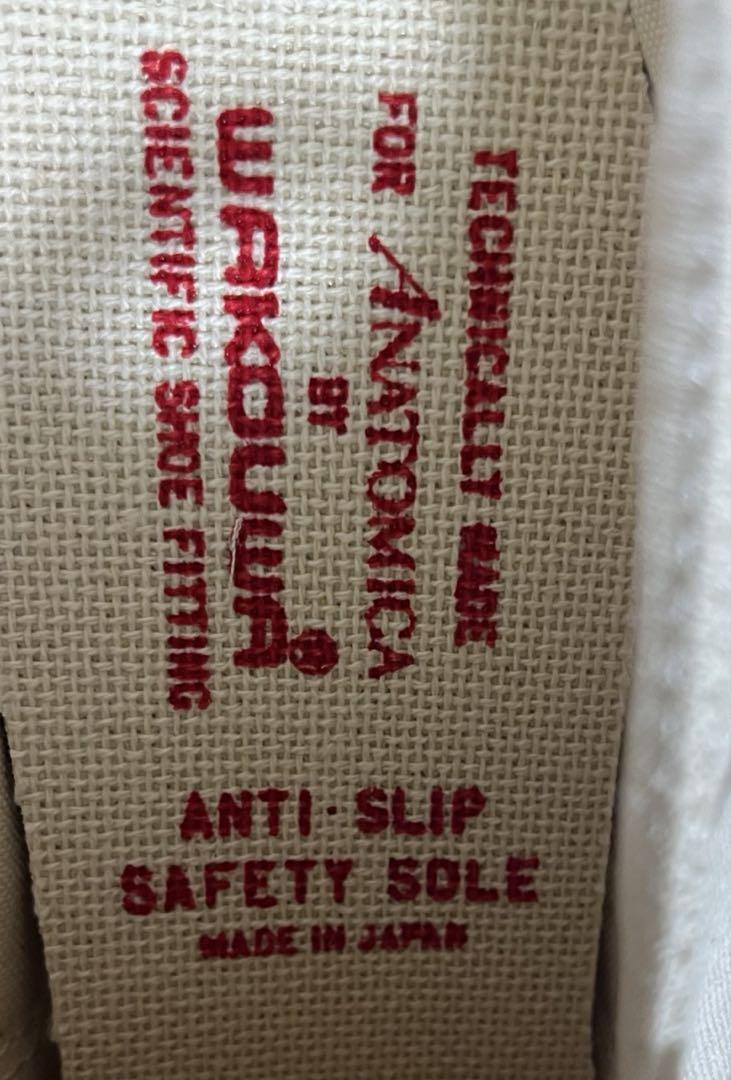 TECHNICALLY MADE
FOR ANATOMICA
BY
WAKOUWA®
SCIENTIFIC SHOE FITTING
ANTI-SLIP
SAFETY SOLE
MADE IN JAPAN